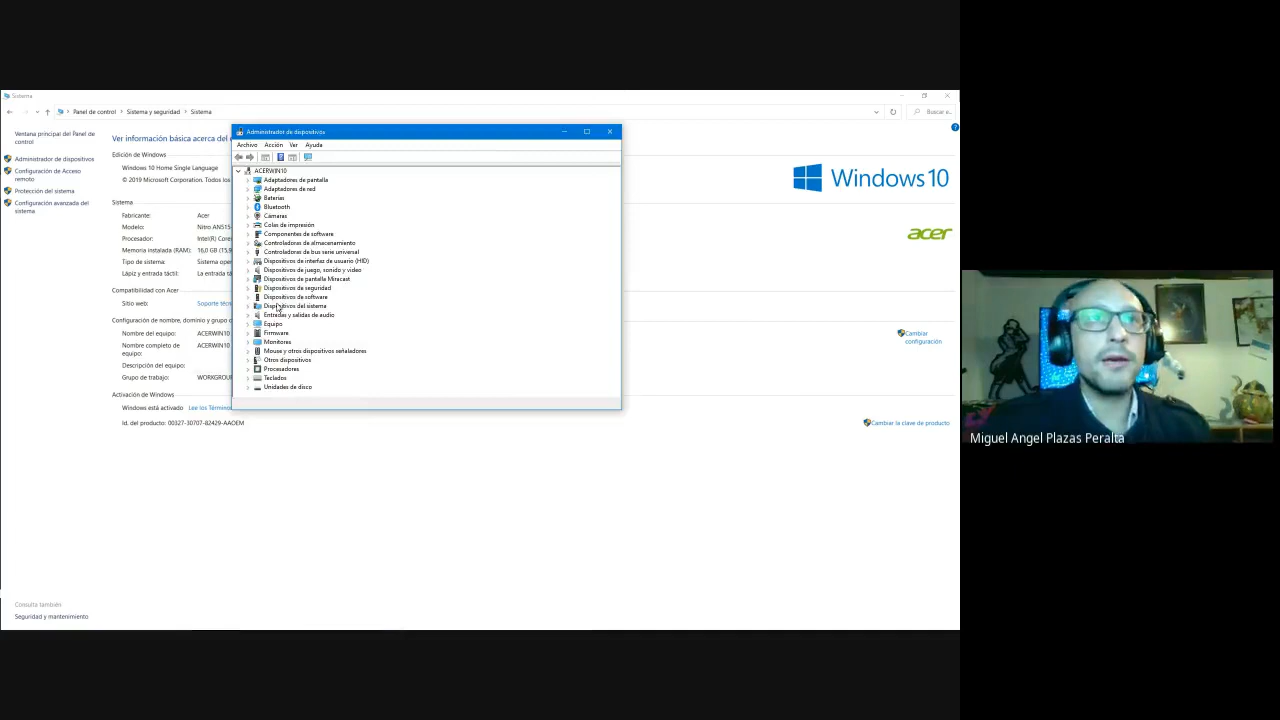 Sistema
Panel de control > Sistema y seguridad > Sistema
Buscar e...
Ventana principal del Panel de
control
Administrador de dispositivos
Configuración de Acceso
remoto
Protección del sistema
Configuración avanzada del
sistema
Consulta también
Seguridad y mantenimiento
Ver información básica acerca del
Edición de Windows
Windows 10 Home Single Language
© 2019 Microsoft Corporation. Todos los
Sistema
Fabricante: Acer
Modelo: Nitro AN515-
Procesador: Intel(R) Core
Memoria instalada (RAM): 16,0 GB (15,9
Tipo de sistema: Sistema oper
Lápiz y entrada táctil: La entrada tá
Compatibilidad con Acer
Sitio web: Soporte técn
Configuración de nombre, dominio y grupo d
Nombre del equipo: ACERWIN10
Nombre completo de ACERWIN10
equipo:
Descripción del equipo:
Grupo de trabajo: WORKGROUP
Activación de Windows
Windows está activado Lee los Términos
Id. del producto: 00327-30707-82429-AAOEM
Administrador de dispositivos
Archivo Acción Ver Ayuda
ACERWIN10
Adaptadores de pantalla
Adaptadores de red
Baterías
Bluetooth
Cámaras
Colas de impresión
Componentes de software
Controladoras de almacenamiento
Controladoras de bus serie universal
Dispositivos de interfaz de usuario (HID)
Dispositivos de juego, sonido y vídeo
Dispositivos de pantalla Miracast
Dispositivos de seguridad
Dispositivos de software
Dispositivos del sistema
Entradas y salidas de audio
Equipo
Firmware
Monitores
Mouse y otros dispositivos señaladores
Otros dispositivos
Procesadores
Teclados
Unidades de disco
Windows 10
acer
Cambiar
configuración
Cambiar la clave de producto
Miguel Angel Plazas Peralta